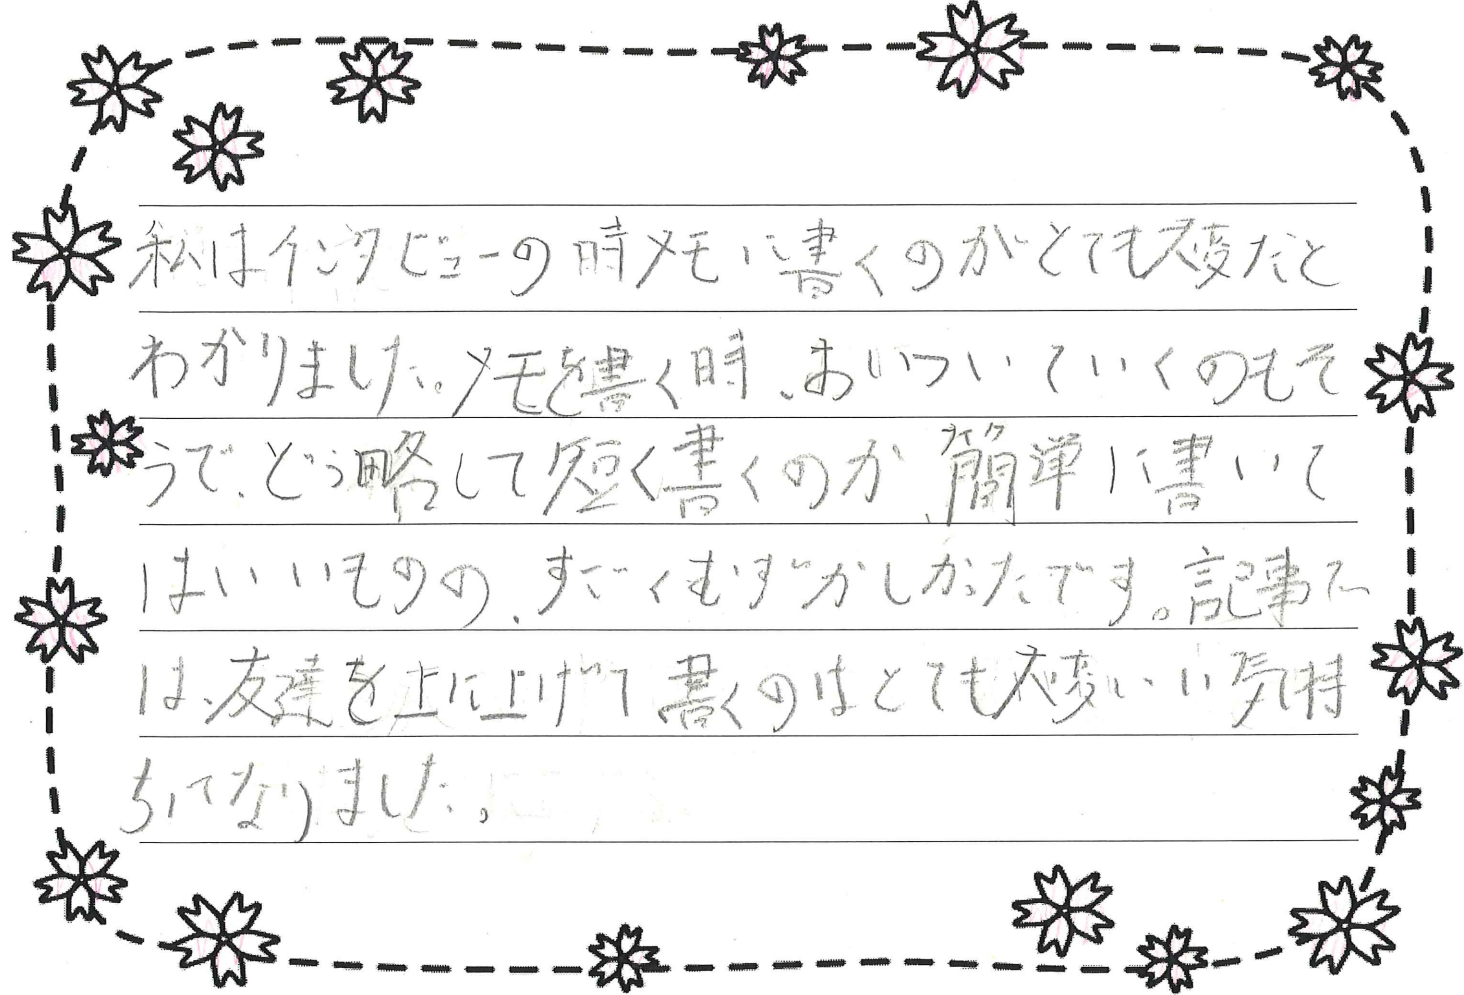 私はインタビューの時メモに書くのがとても大変だと
わかりました。メモを書く時、おいついていくのもそ
うで、どう略して短く書くのか、簡単に書いて
はいいものの、すごくむずかしかったです。記事に
は、友達を上に上げて書くのはとても大変いい気持
ちになりました。